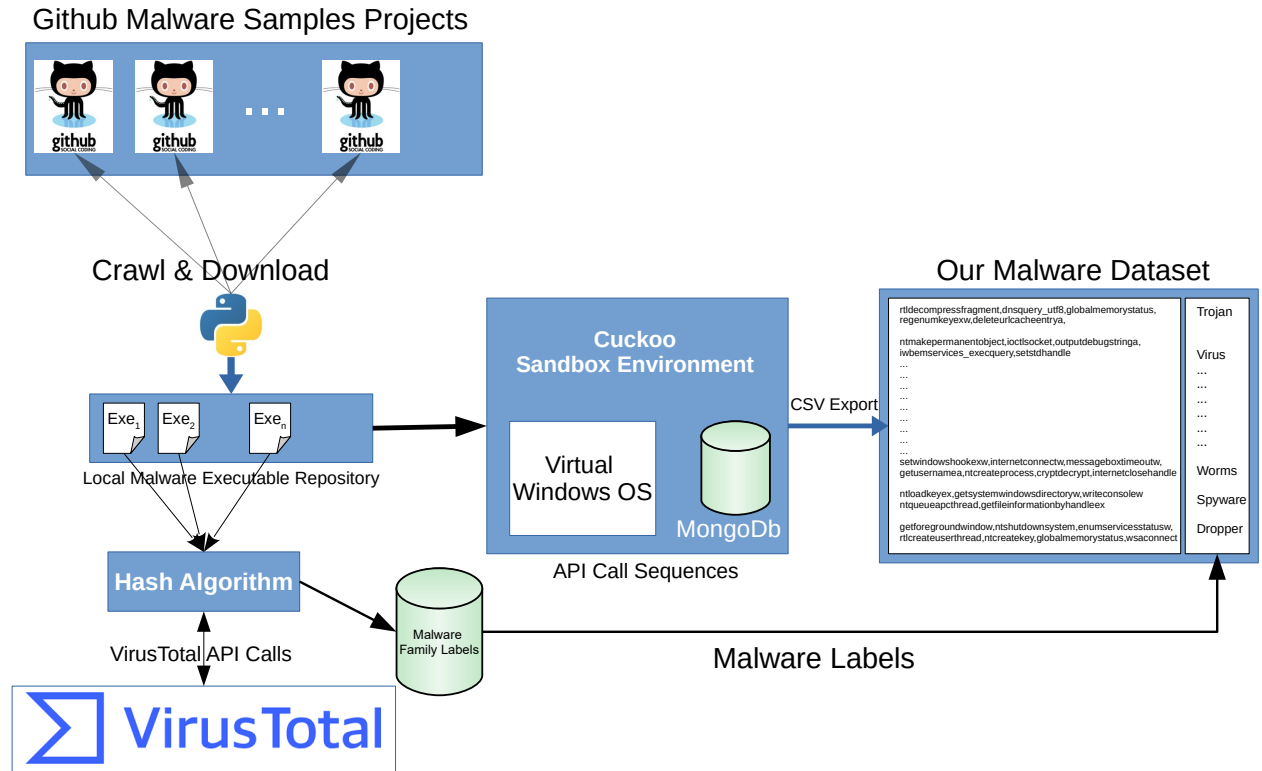 Github Malware Samples Projects
github
SOCIAL CODING
github
SOCIAL CODING
...
github
SOCIAL CODING
Crawl & Download
Exe1
Exe2
Exen
Local Malware Executable Repository
Hash Algorithm
VirusTotal API Calls
VirusTotal
Malware
Family Labels
Cuckoo
Sandbox Environment
Virtual
Windows OS
MongoDb
API Call Sequences
CSV Export
Malware Labels
Our Malware Dataset
rtldecompressfragment,dnsquery_utf8,globalmemorystatus,
regenumkeyexw,deleteurlcacheentrya,
ntmakepermanentobject,ioctlsocket,outputdebugstringa,
iwbemservices_execquery,setstdhandle
...
...
...
...
...
...
...
...
...
setwindowshookexw,internetconnectw,messageboxtimeoutw,
getusernamea,ntcreateprocess,cryptdecrypt,internetclosehandle
ntloadkeyex,getsystemwindowsdirectoryw,writeconsolew
ntqueueapcthread,getfileinformationbyhandleex
getforegroundwindow,ntshutdownsystem,enumservicesstatusw,
rtlcreateuserthread,ntcreatekey,globalmemorystatus,wsaconnect
Trojan
Virus
...
...
...
...
...
Worms
Spyware
Dropper